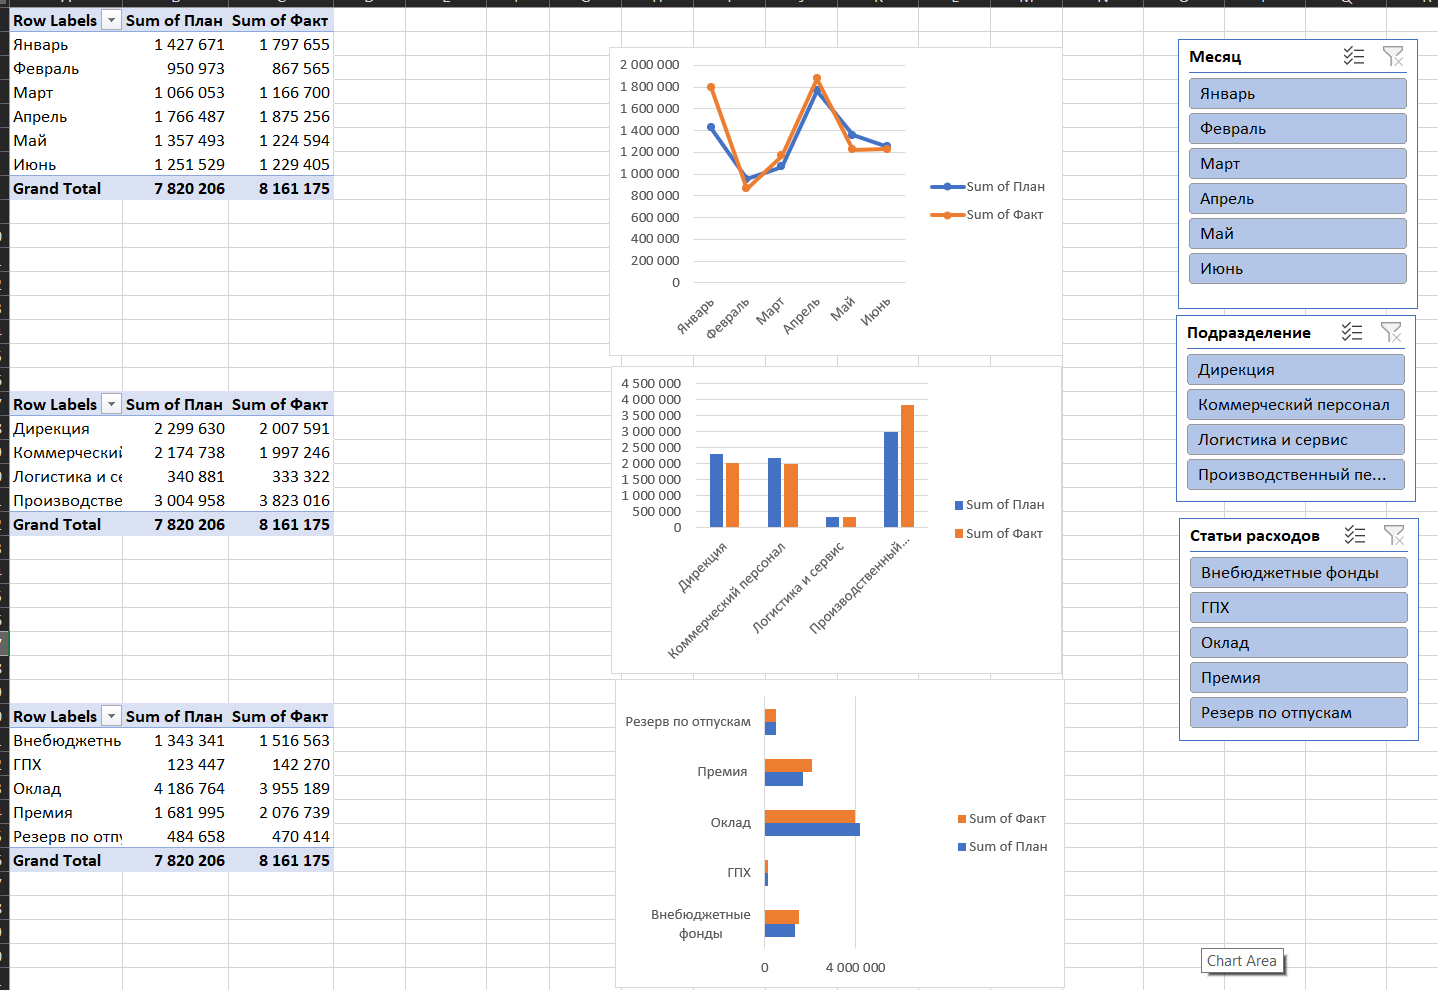 Row Labels Sum of План Sum of Факт
Январь 1 427 671 1 797 655
Февраль 950 973 867 565
Март 1 066 053 1 166 700
Апрель 1 766 487 1 875 256
Май 1 357 493 1 224 594
Июнь 1 251 529 1 229 405
Grand Total 7 820 206 8 161 175
Row Labels Sum of План Sum of Факт
Дирекция 2 299 630 2 007 591
Коммерческий 2 174 738 1 997 246
Логистика и се 340 881 333 322
Производстве 3 004 958 3 823 016
Grand Total 7 820 206 8 161 175
Row Labels Sum of План Sum of Факт
Внебюджетнь 1 343 341 1 516 563
ГПХ 123 447 142 270
Оклад 4 186 764 3 955 189
Премия 1 681 995 2 076 739
Резерв по отпу 484 658 470 414
Grand Total 7 820 206 8 161 175
2 000 000
1 800 000
1 600 000
1 400 000
1 200 000
1 000 000
800 000
600 000
400 000
200 000
0
Январь Февраль Март Апрель Май Июнь
Sum of План
Sum of Факт
4 500 000
4 000 000
3 500 000
3 000 000
2 500 000
2 000 000
1 500 000
1 000 000
500 000
0
Дирекция Коммерческий персонал Логистика и сервис Производственный...
Sum of План
Sum of Факт
Резерв по отпускам
Премия
Оклад
ГПХ
Внебюджетные
фонды
0 4 000 000
Sum of Факт
Sum of План
Месяц
Январь
Февраль
Март
Апрель
Май
Июнь
Подразделение
Дирекция
Коммерческий персонал
Логистика и сервис
Производственный пе...
Статьи расходов
Внебюджетные фонды
ГПХ
Оклад
Премия
Резерв по отпускам
Chart Area